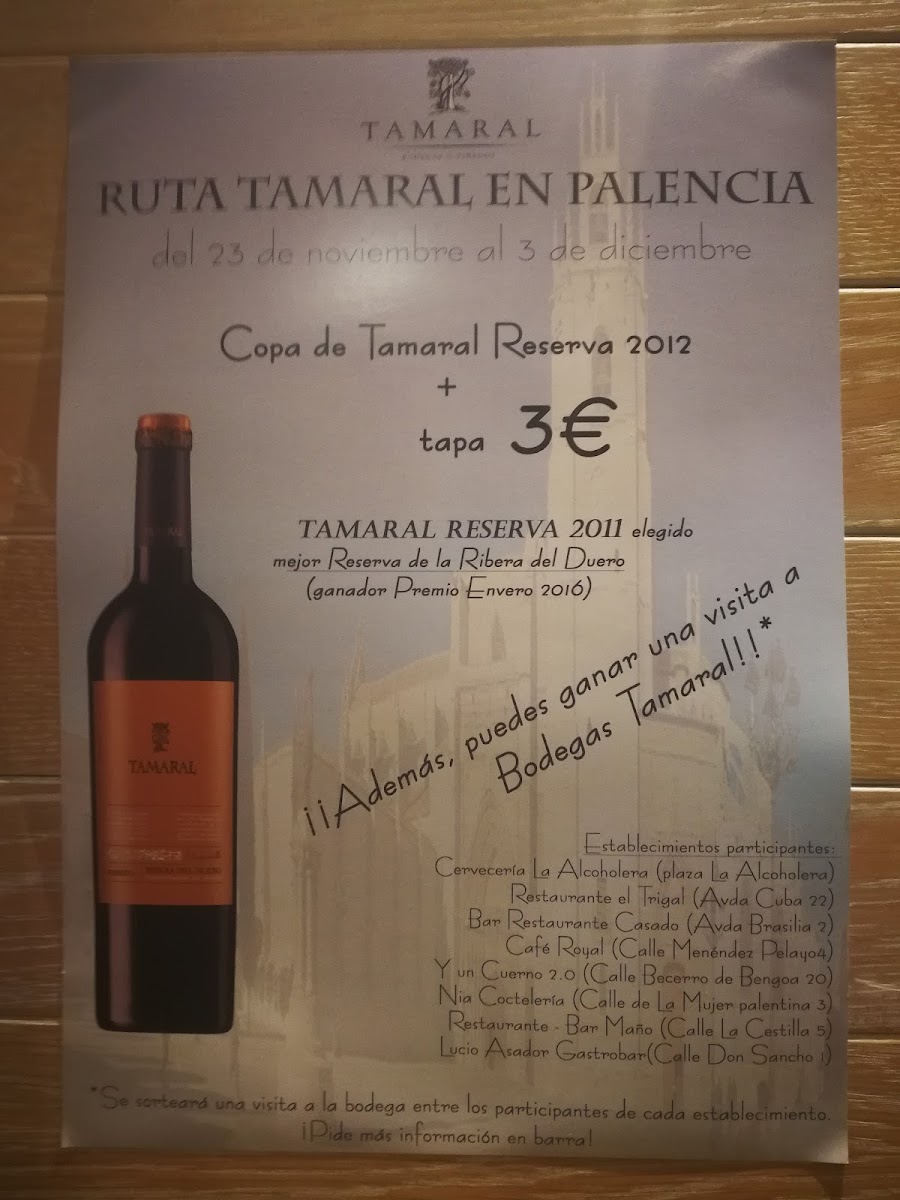 TAMARAL
RUTA TAMARAL EN PALENCIA
del 23 de noviembre al 3 de diciembre
Copa de Tamaral Reserva 2012
+
tapa 3€
TAMARAL RESERVA 2011 elegido
mejor Reserva de la Ribera del Duero
(ganador Premio Envero 2016)
¡¡Además, puedes ganar una visita a
Bodegas Tamaral!!*
TAMARAL
Establecimientos participantes:
Cervecería La Alcoholera (plaza La Alcoholera)
Restaurante el Trigal (Avda Cuba 22)
Bar Restaurante Casado (Avda Brasilia 2)
Café Royal (Calle Menéndez Pelayo4)
Y un Cuerno 2.0 (Calle Becerro de Bengoa 20)
Nia Coctelería (Calle de La Mujer palentina 3)
Restaurante - Bar Maño (Calle La Cestilla 5)
Lucio Asador Gastrobar(Calle Don Sancho 1)
*Se sorteará una visita a la bodega entre los participantes de cada establecimiento.
¡Pide más información en barra!